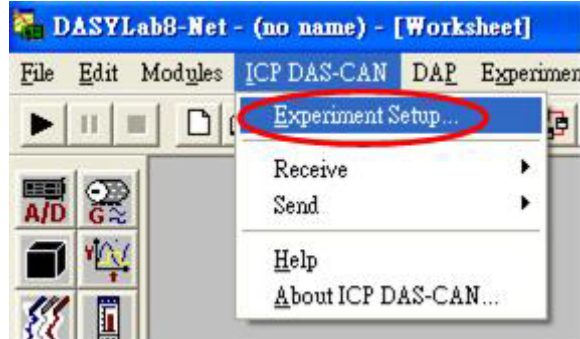 DASYLab8-Net - (no name) - [Worksheet]
File Edit Modules ICP DAS-CAN DAP Experimen
Experiment Setup...
Receive
Send
A/D G
Help
Y
About ICP DAS-CAN...